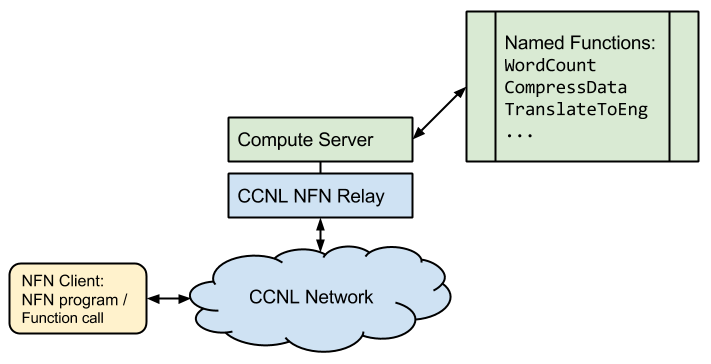 Named Functions:
WordCount
CompressData
TranslateToEng
...
Compute Server
CCNL NFN Relay
NFN Client:
NFN program /
Function call
CCNL Network